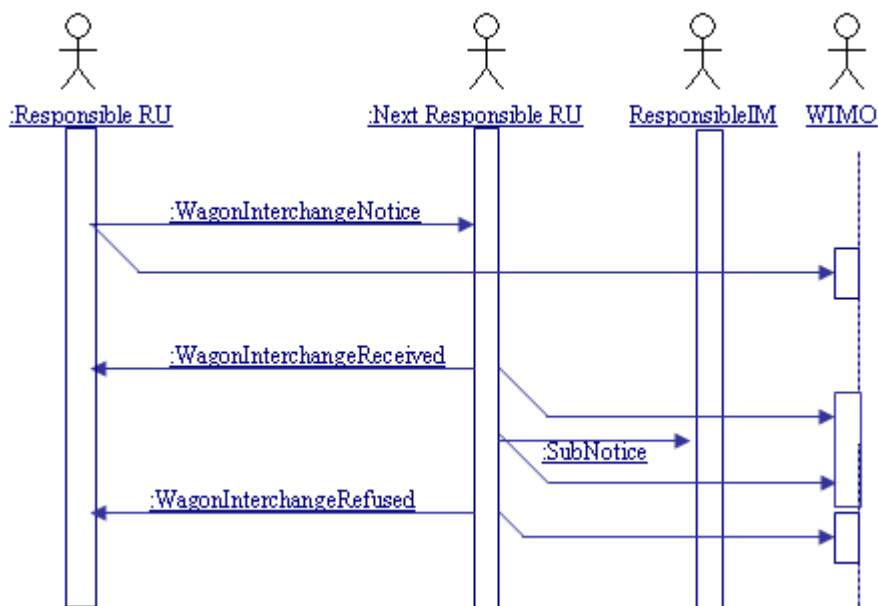 :Responsible RU
:Next Responsible RU
ResponsibleIM
WIMO
:WagonInterchangeNotice
:WagonInterchangeReceived
:SubNotice
:WagonInterchangeRefused